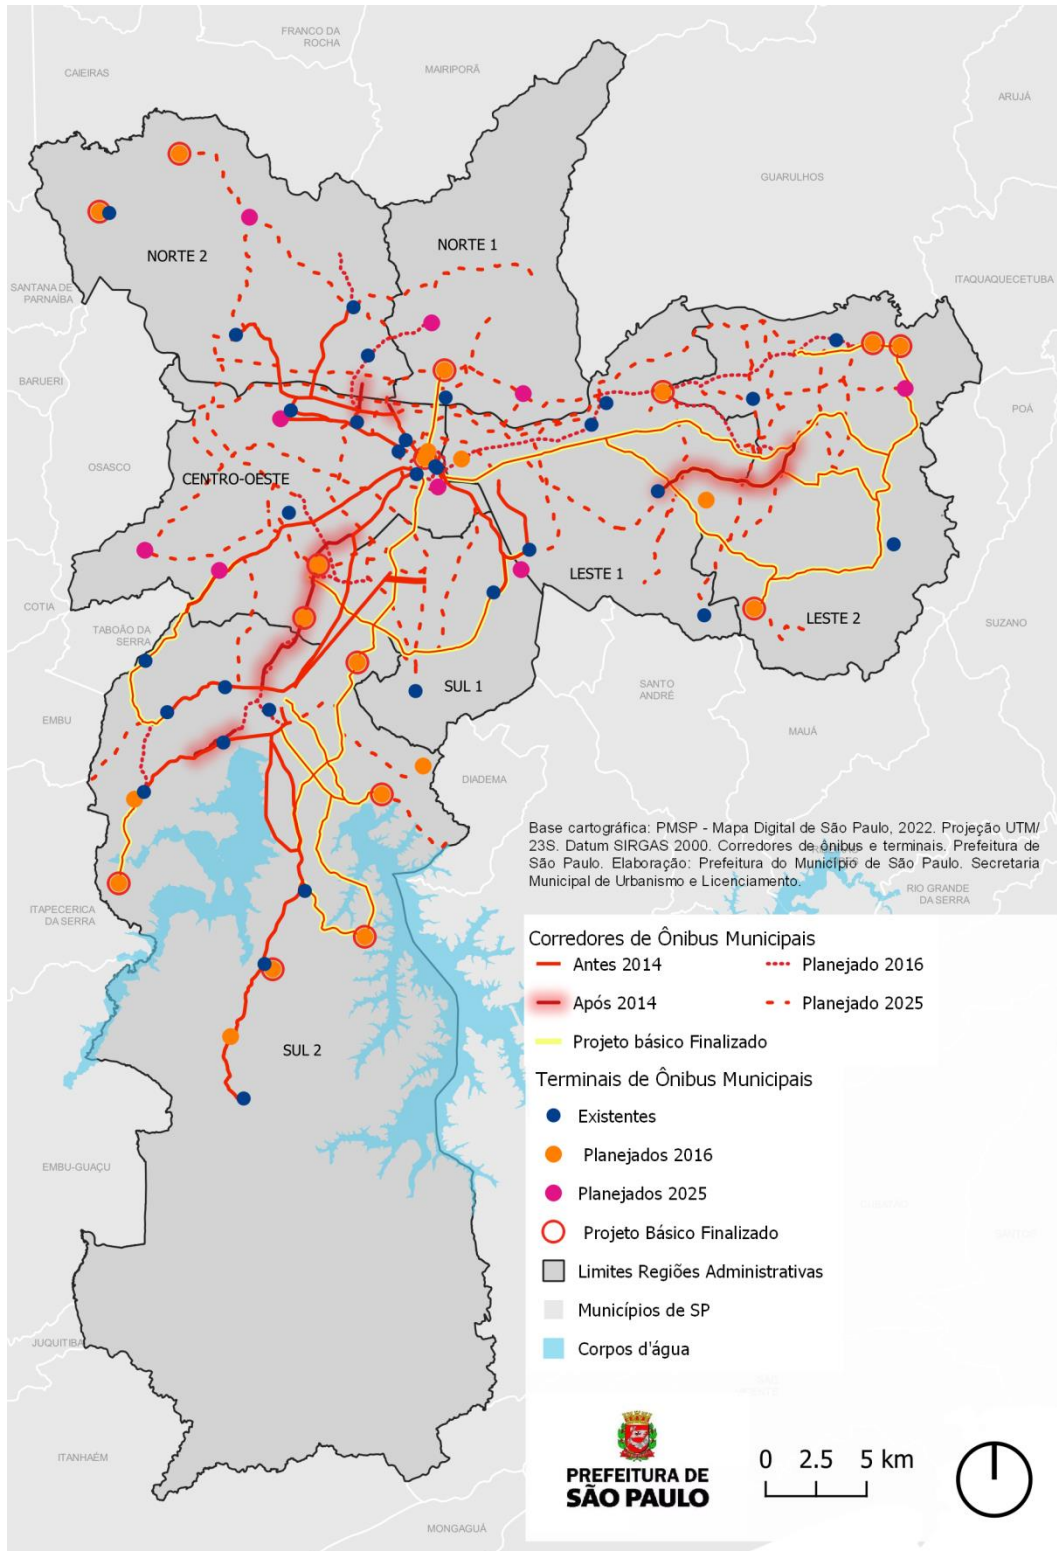 FRANCO DA
ROCHA
MAIRIPORÃ
CAIEIRAS
ARUJÁ
GUARULHOS
NORTE 1
NORTE 2
ITAQUAQUECETUBA
SANTANA DE
PARNAÍBA
BARUERI
POÁ
OSASCO
CENTRO-OESTE
LESTE 1
COTIA
LESTE 2
SUZANO
TABOÃO DA
SERRA
SUL 1
SANTO
ANDRÉ
EMBU
MAUÁ
DIADEMA
Base cartográfica: PMSP - Mapa Digital de São Paulo, 2022. Projeção UTM/
23S. Datum SIRGAS 2000. Corredores de ônibus e terminais. Prefeitura de
São Paulo. Elaboração: Prefeitura do Município de São Paulo. Secretaria
Municipal de Urbanismo e Licenciamento.
RIO GRANDE
DA SERRA
ITAPECERICA
DA SERRA
Corredores de Ônibus Municipais
Antes 2014
Planejado 2016
Após 2014
Planejado 2025
Projeto básico Finalizado
SUL 2
Terminais de Ônibus Municipais
Existentes
Planejados 2016
EMBU-GUAÇU
Planejados 2025
Projeto Básico Finalizado
Limites Regiões Administrativas
Municípios de SP
JUQUITIBA
Corpos d'água
ITANHAÉM
PREFEITURA DE
SÃO PAULO
0 2.5 5 km
MONGAGUÁ